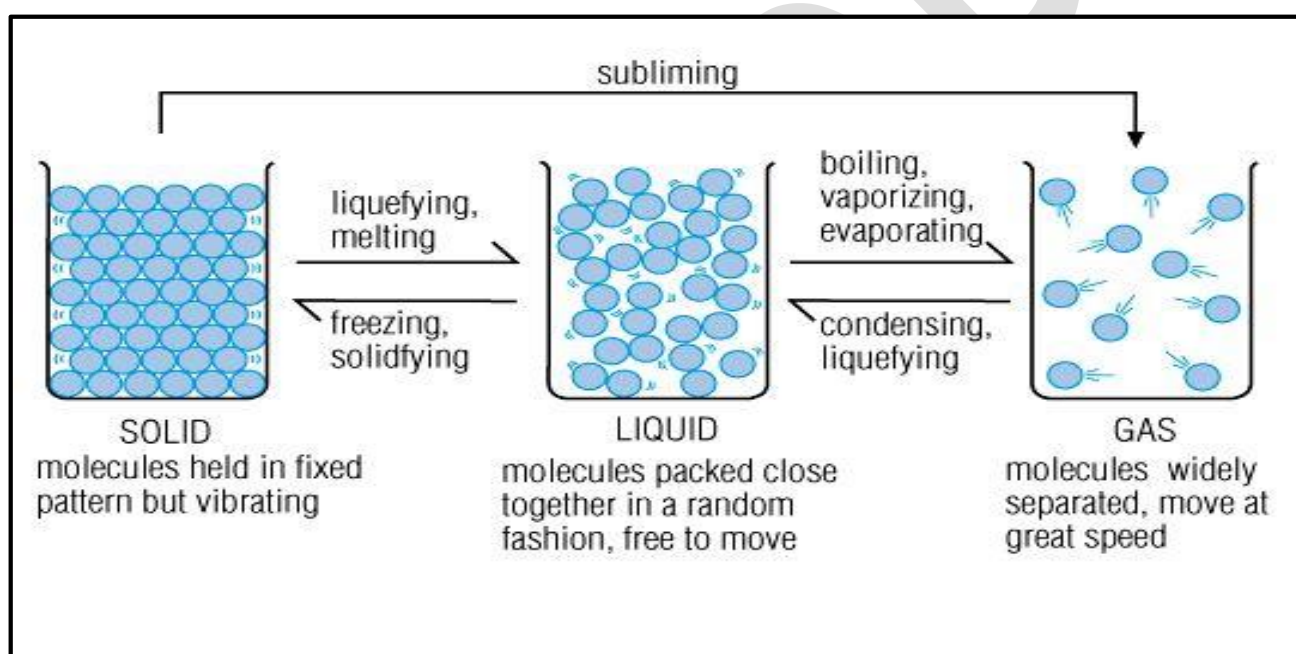 subliming
liquefying,
melting
freezing,
solidfying
boiling,
vaporizing,
evaporating
condensing,
liquefying
SOLID
molecules held in fixed
pattern but vibrating
LIQUID
molecules packed close
together in a random
fashion, free to move
GAS
molecules widely
separated, move at
great speed